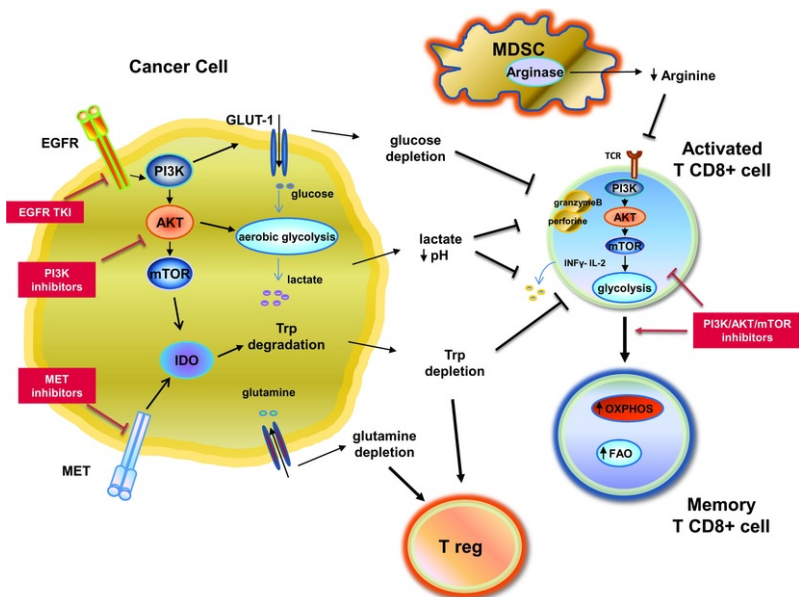 MDSC
Arginase
Arginine
Cancer Cell
GLUT-1
EGFR
PI3K
glucose
glucose
depletion
TCR
Activated
T CD8+ cell
EGFR TKI
AKT
aerobic glycolysis
granzymeB
perforine
PI3K
AKT
mTOR
PI3K
inhibitors
mTOR
lactate
lactate
pH
INFγ- IL-2
glycolysis
IDO
Trp
degradation
Trp
depletion
PI3K/AKT/mTOR
inhibitors
MET
inhibitors
glutamine
OXPHOS
FAO
MET
glutamine
depletion
Memory
T CD8+ cell
T reg